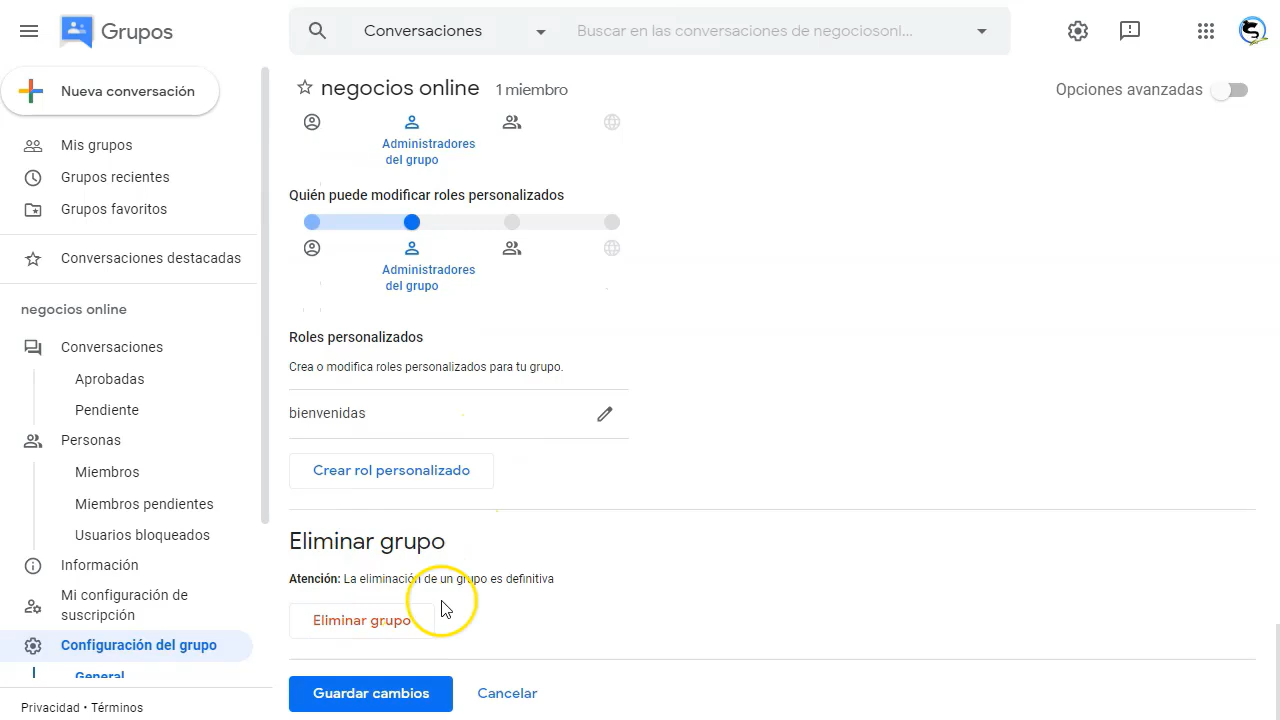 Grupos
Conversaciones
Buscar en las conversaciones de negociosonl...
Nueva conversación
Mis grupos
Grupos recientes
Grupos favoritos
Conversaciones destacadas
negocios online
Conversaciones
Aprobadas
Pendiente
Personas
Miembros
Miembros pendientes
Usuarios bloqueados
Información
Mi configuración de
suscripción
Configuración del grupo
General
Privacidad • Términos
negocios online 1 miembro
Opciones avanzadas
Administradores
del grupo
Quién puede modificar roles personalizados
Administradores
del grupo
Roles personalizados
Crea o modifica roles personalizados para tu grupo.
bienvenidas
Crear rol personalizado
Eliminar grupo
Atención: La eliminación de un grupo es definitiva
Eliminar grupo
Guardar cambios
Cancelar